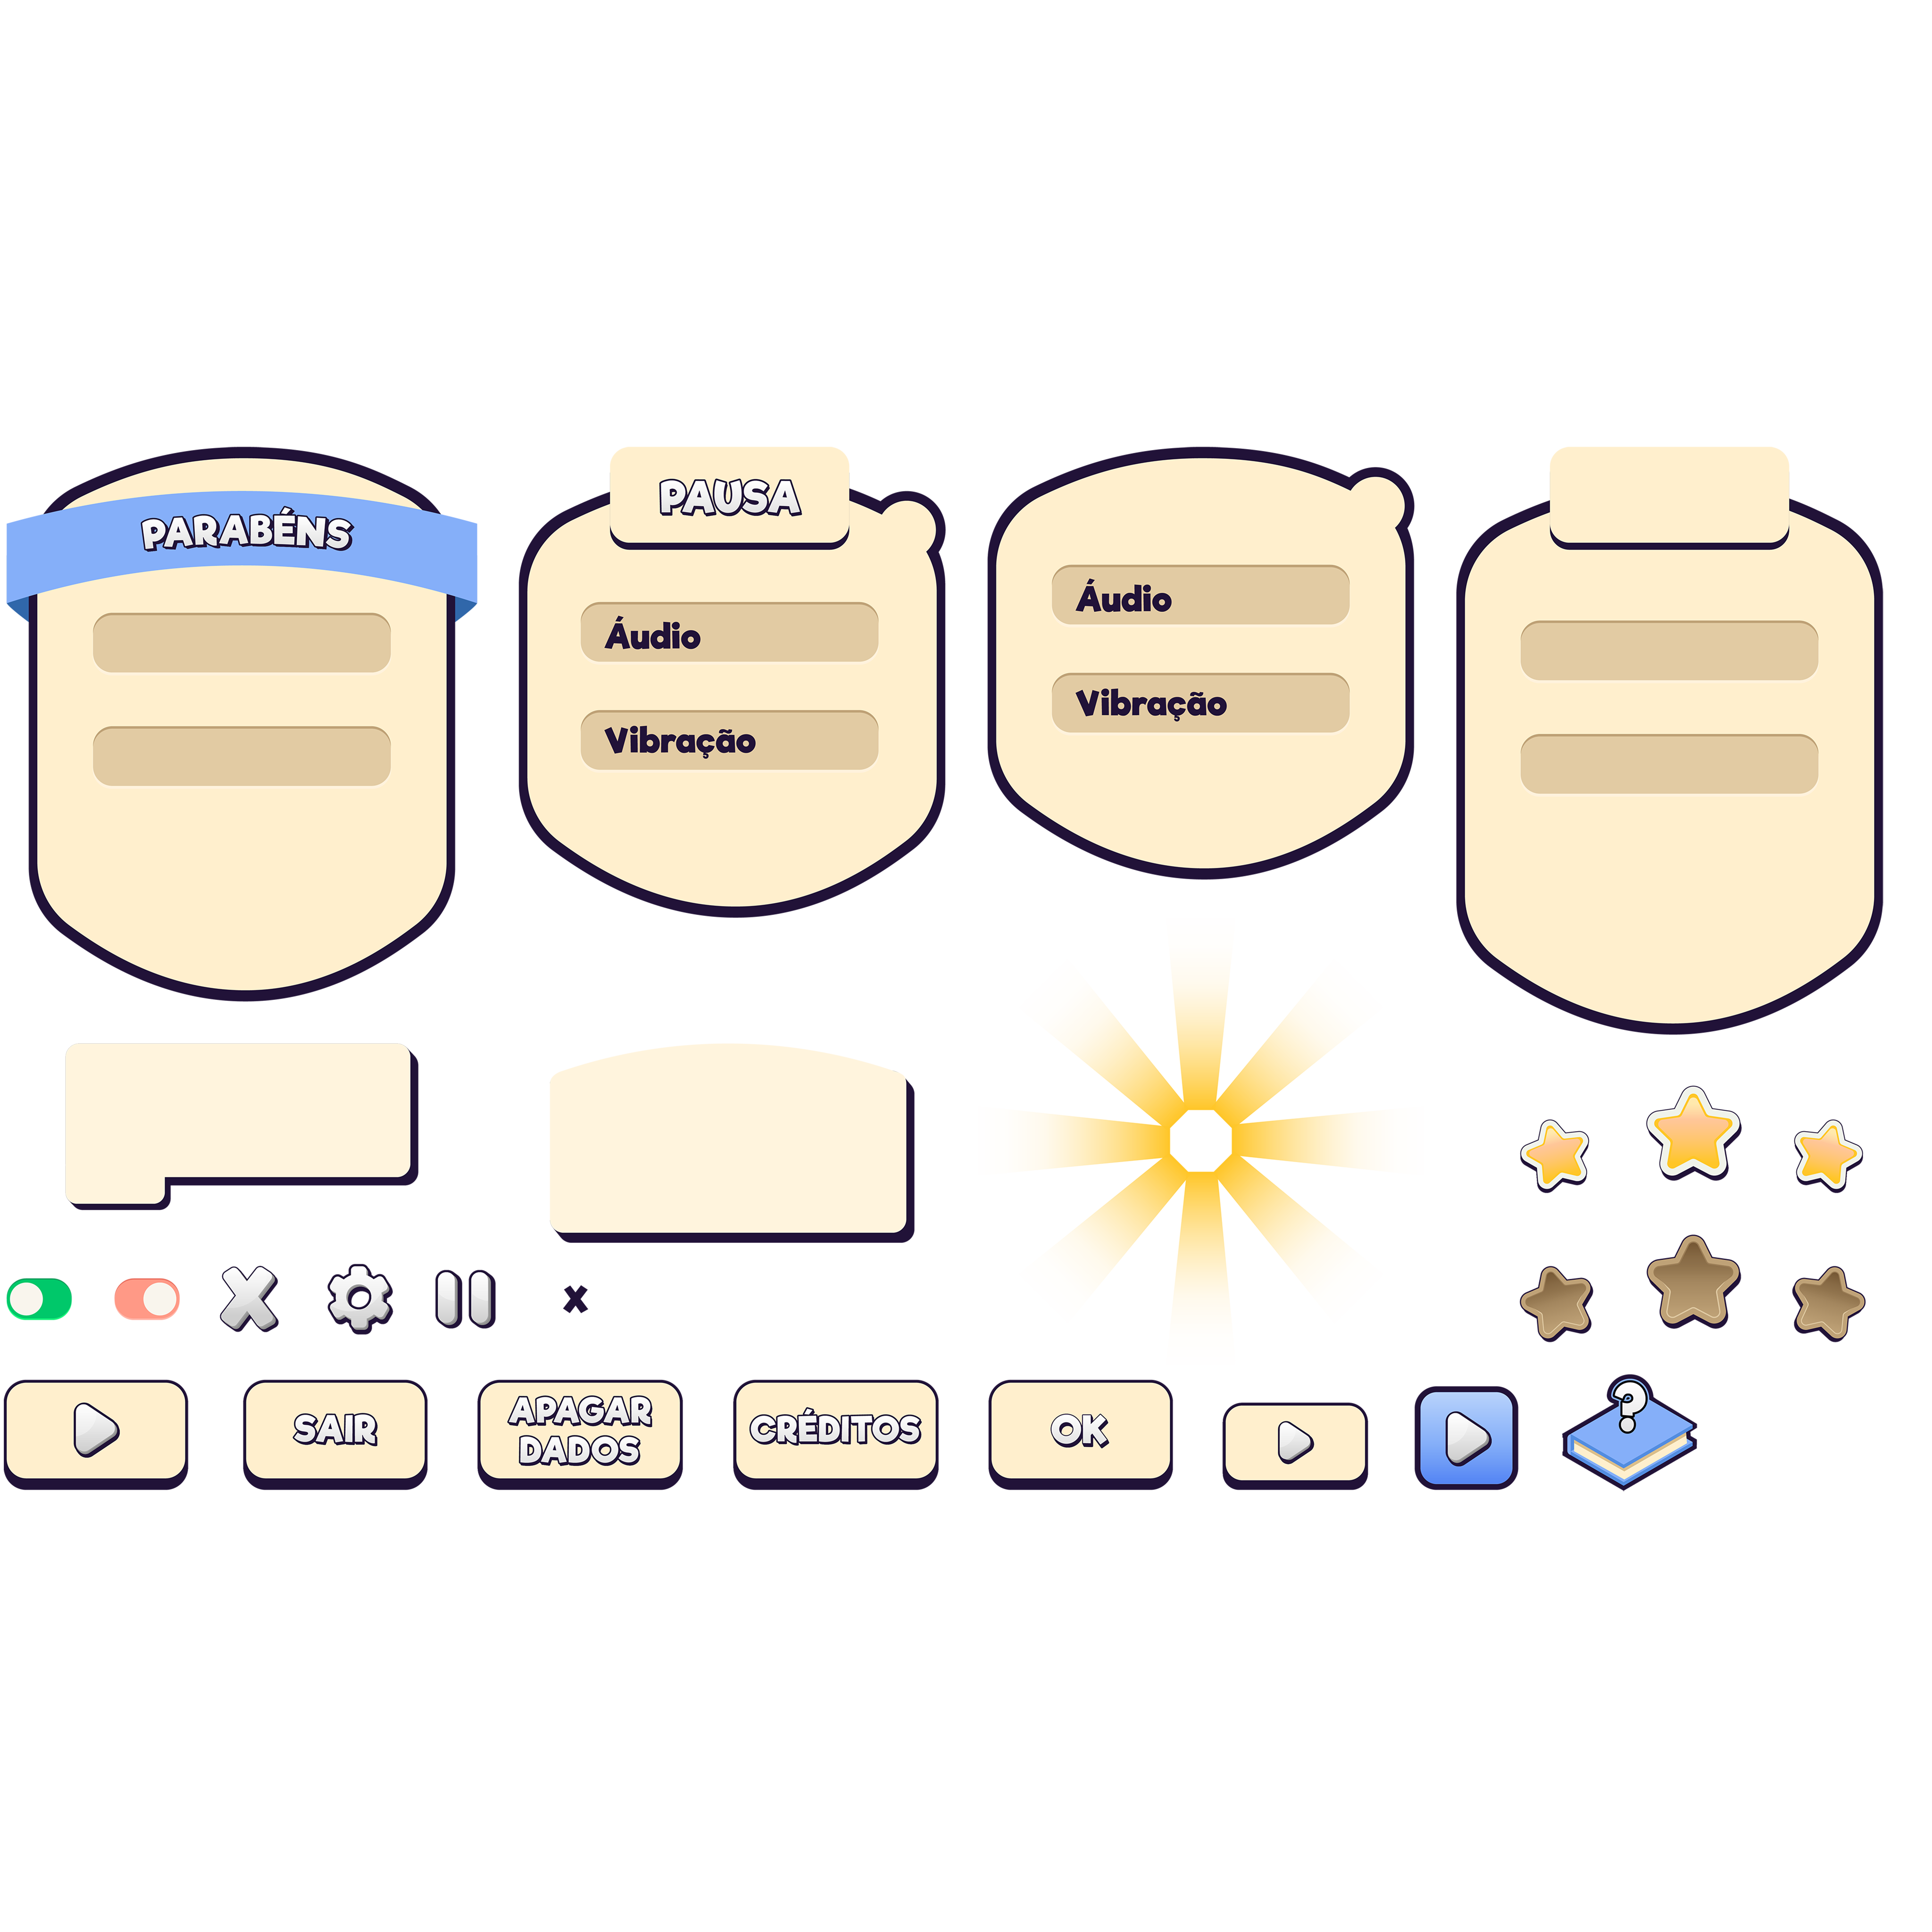 PARABÉNS
PAUSA
Áudio
Vibração
Áudio
Vibração
SAIR
APAGAR
DADOS
CRÉDITOS
OK
?